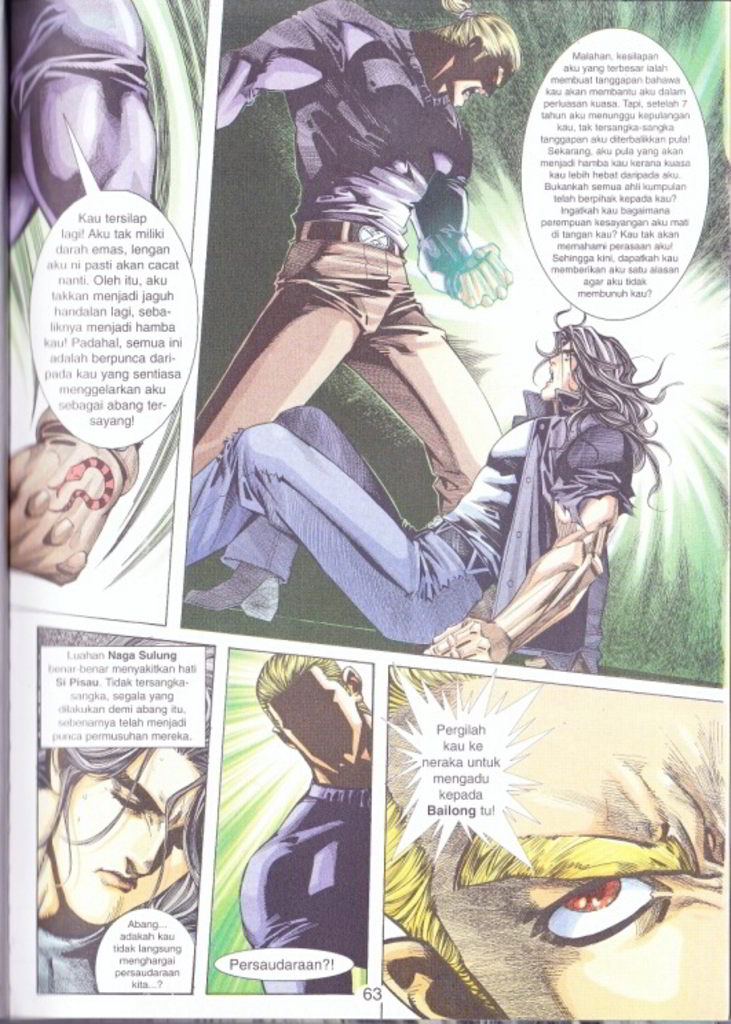 Kau tersilap
lagi! Aku tak miliki
darah emas, lengan
aku ni pasti akan cacat
nanti. Oleh itu, aku
takkan menjadi jaguh
handalan lagi, seba-
liknya menjadi hamba
kau! Padahal, semua ini
adalah berpunca dari-
pada kau yang sentiasa
menggelarkan aku
sebagai abang ter-
sayang!
Malahan, kesilapan
aku yang terbesar ialah
membuat tanggapan bahawa
kau akan membantu aku dalam
perluasan kuasa. Tapi, setelah 7
tahun aku menunggu kepulangan
kau, tak tersangka-sangka
tanggapan aku diterbalikkan pula!
Sekarang, aku pula yang akan
menjadi hamba kau kerana kuasa
kau lebih hebat daripada aku.
Bukankah semua ahli kumpulan
telah berpihak kepada kau?
Ingatkah kau bagaimana
perempuan kesayangan aku mati
di tangan kau? Kau tak akan
memahami perasaan aku!
Sehingga kini, dapatkah kau
memberikan aku satu alasan
agar aku tidak
membunuh kau?
Luahan Naga Sulung
benar-benar menyakitkan hati
Si Pisau. Tidak tersangka-
sangka, segala yang
dilakukan demi abang itu,
sebenarnya telah menjadi
punca permusuhan mereka.
Abang...
adakah kau
tidak langsung
menghargai
persaudaraan
kita...?
Persaudaraan?!
Pergilah
kau ke
neraka untuk
mengadu
kepada
Bailong tu!
63